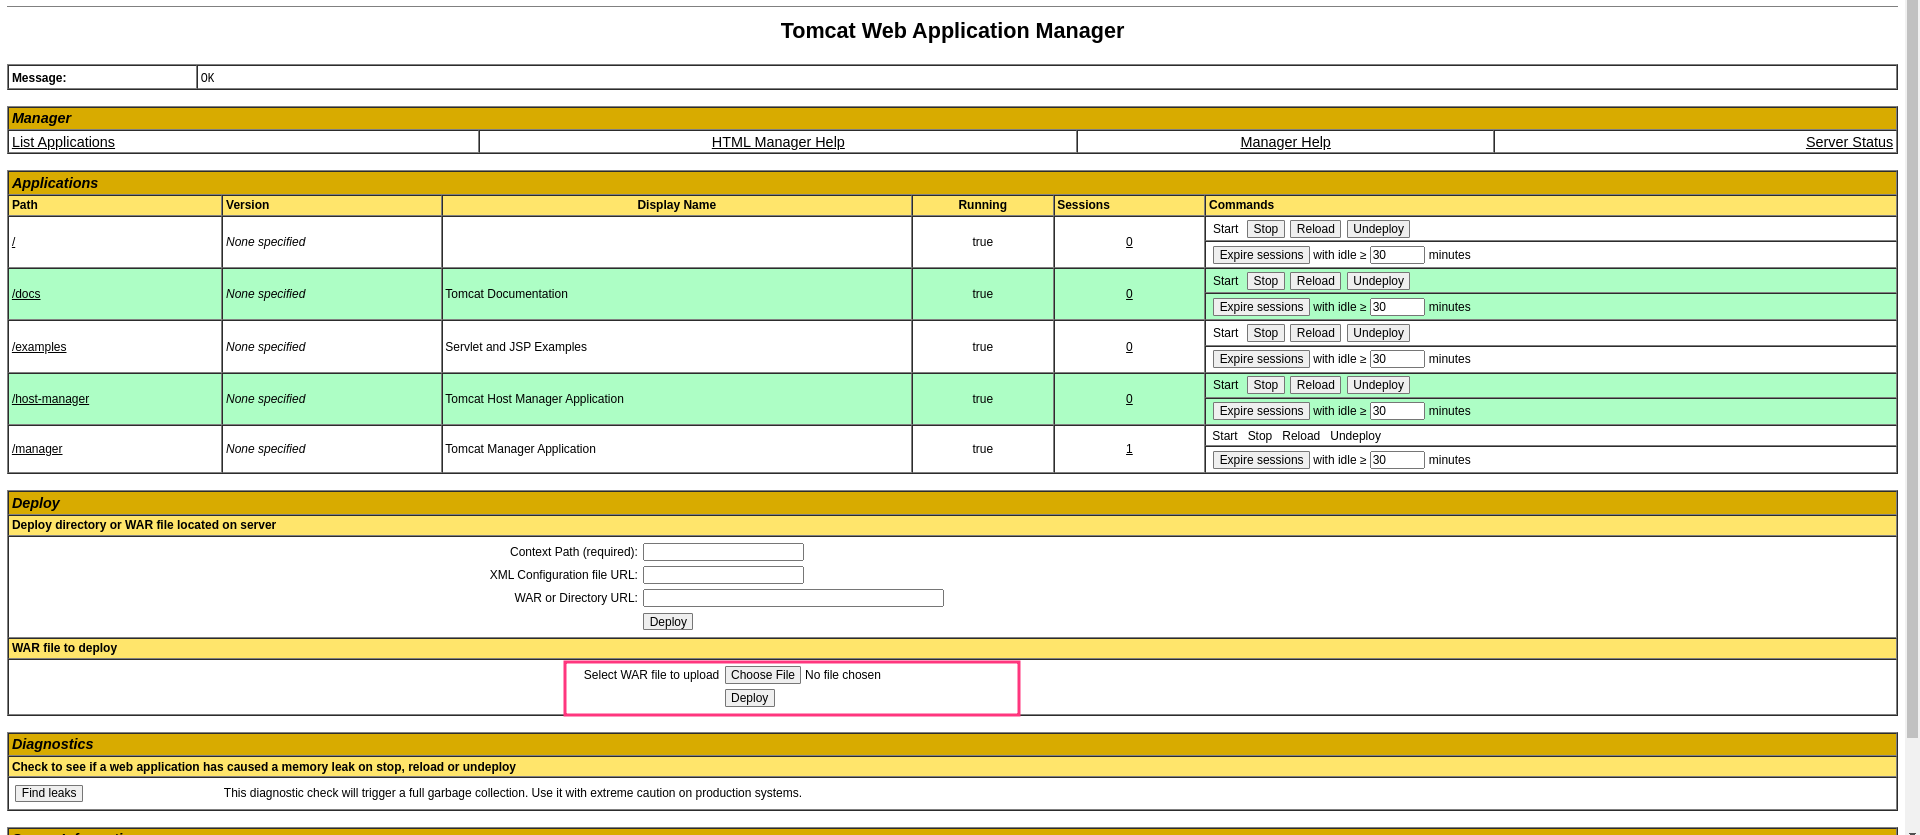 Tomcat Web Application Manager
Message: OK
Manager
List Applications HTML Manager Help Manager Help Server Status
Applications
Path Version Display Name Running Sessions Commands
/ None specified true 0
Start Stop Reload Undeploy
Expire sessions with idle ≥ 30 minutes
/docs None specified Tomcat Documentation true 0
Start Stop Reload Undeploy
Expire sessions with idle ≥ 30 minutes
/examples None specified Servlet and JSP Examples true 0
Start Stop Reload Undeploy
Expire sessions with idle ≥ 30 minutes
/host-manager None specified Tomcat Host Manager Application true 0
Start Stop Reload Undeploy
Expire sessions with idle ≥ 30 minutes
/manager None specified Tomcat Manager Application true 1
Start Stop Reload Undeploy
Expire sessions with idle ≥ 30 minutes
Deploy
Deploy directory or WAR file located on server
Context Path (required):
XML Configuration file URL:
WAR or Directory URL:
Deploy
WAR file to deploy
Select WAR file to upload Choose File No file chosen
Deploy
Diagnostics
Check to see if a web application has caused a memory leak on stop, reload or undeploy
Find leaks This diagnostic check will trigger a full garbage collection. Use it with extreme caution on production systems.